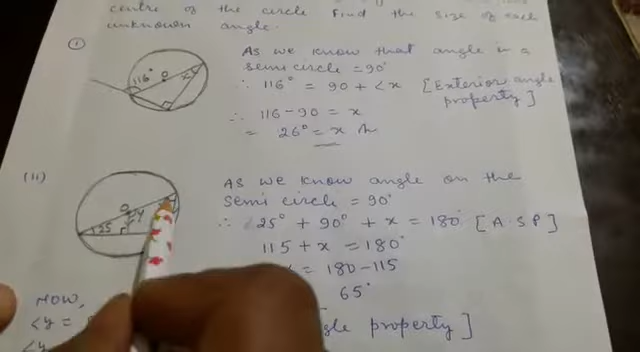 centre of the circle Find the size of each
unknown angle.
(i)
As we know that angle in a
semi circle = 90°
116°
O
x
∴ 116° = 90 + <x [Exterior angle
property]
∴ 116 - 90 = x
= 26° = x
(ii)
As we know angle on the
semi circle = 90°
O
y
25
∴ 25° + 90° + x = 180° [A.S.P]
115 + x = 180°
= 180 - 115
65°
NOW,
<y =
gle property]
<y